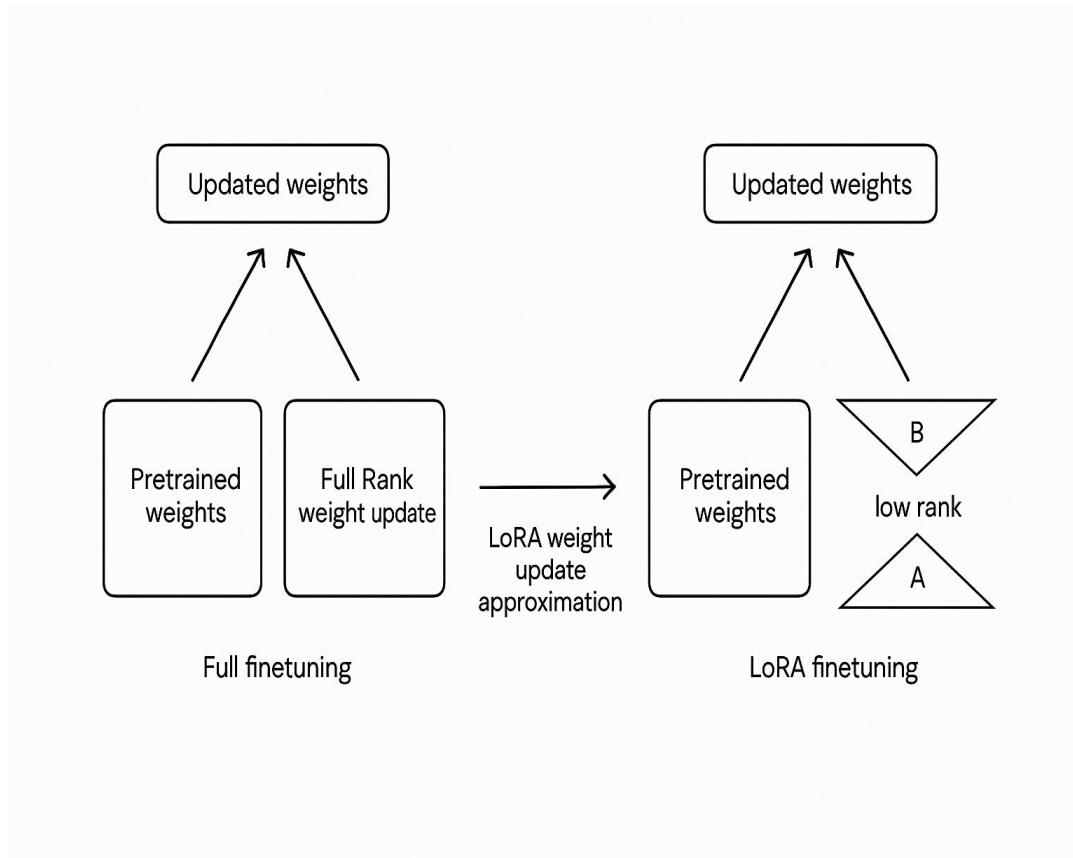 Updated weights
Updated weights
Pretrained
weights
Full Rank
weight update
LoRA weight
update
approximation
Pretrained
weights
B
low rank
A
Full finetuning
LoRA finetuning